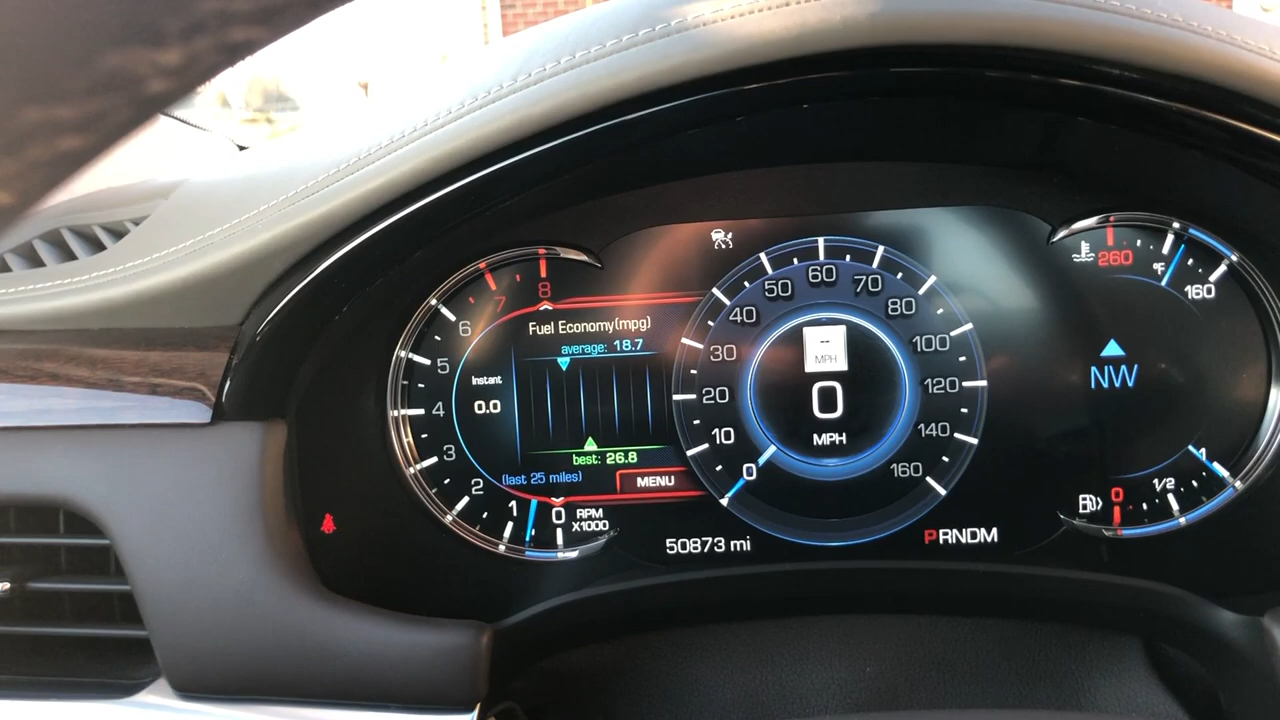 8
7
6
5
4
3
2
1
0
RPM
X1000
Fuel Economy(mpg)
average: 18.7
Instant
0.0
best: 26.8
(last 25 miles)
MENU
0
10
20
30
40
50
60
70
80
100
120
140
160
--
MPH
0
MPH
50873 mi
PRNDM
260
°F
160
NW
0
1/2
1